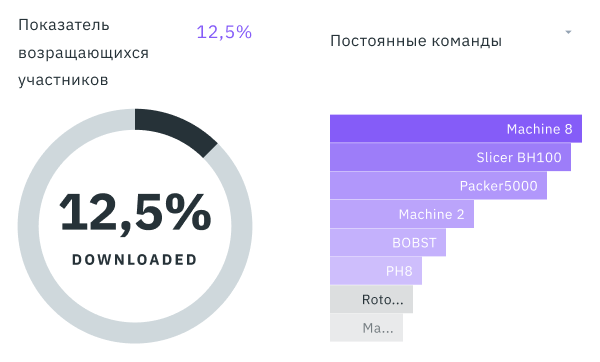 Показатель
возращающихся
участников
12,5%
12,5%
DOWNLOADED
Постоянные команды
Machine 8
Slicer BH100
Packer5000
Machine 2
BOBST
PH8
Roto...
Ma...